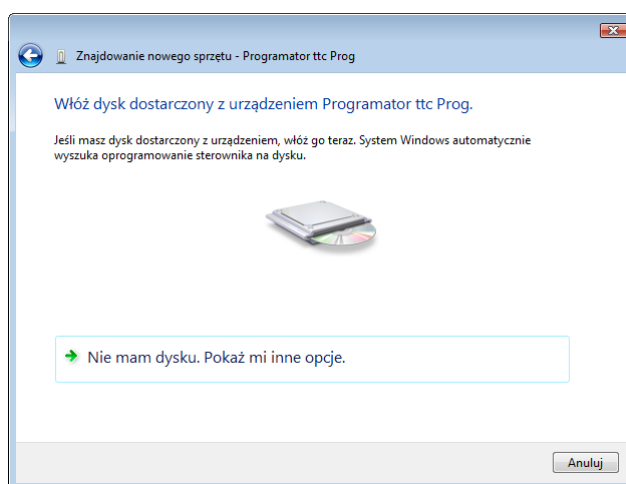 Znajdowanie nowego sprzętu - Programator ttc Prog
Włóż dysk dostarczony z urządzeniem Programator ttc Prog.
Jeśli masz dysk dostarczony z urządzeniem, włóż go teraz. System Windows automatycznie
wyszuka oprogramowanie sterownika na dysku.
Nie mam dysku. Pokaż mi inne opcje.
Anuluj